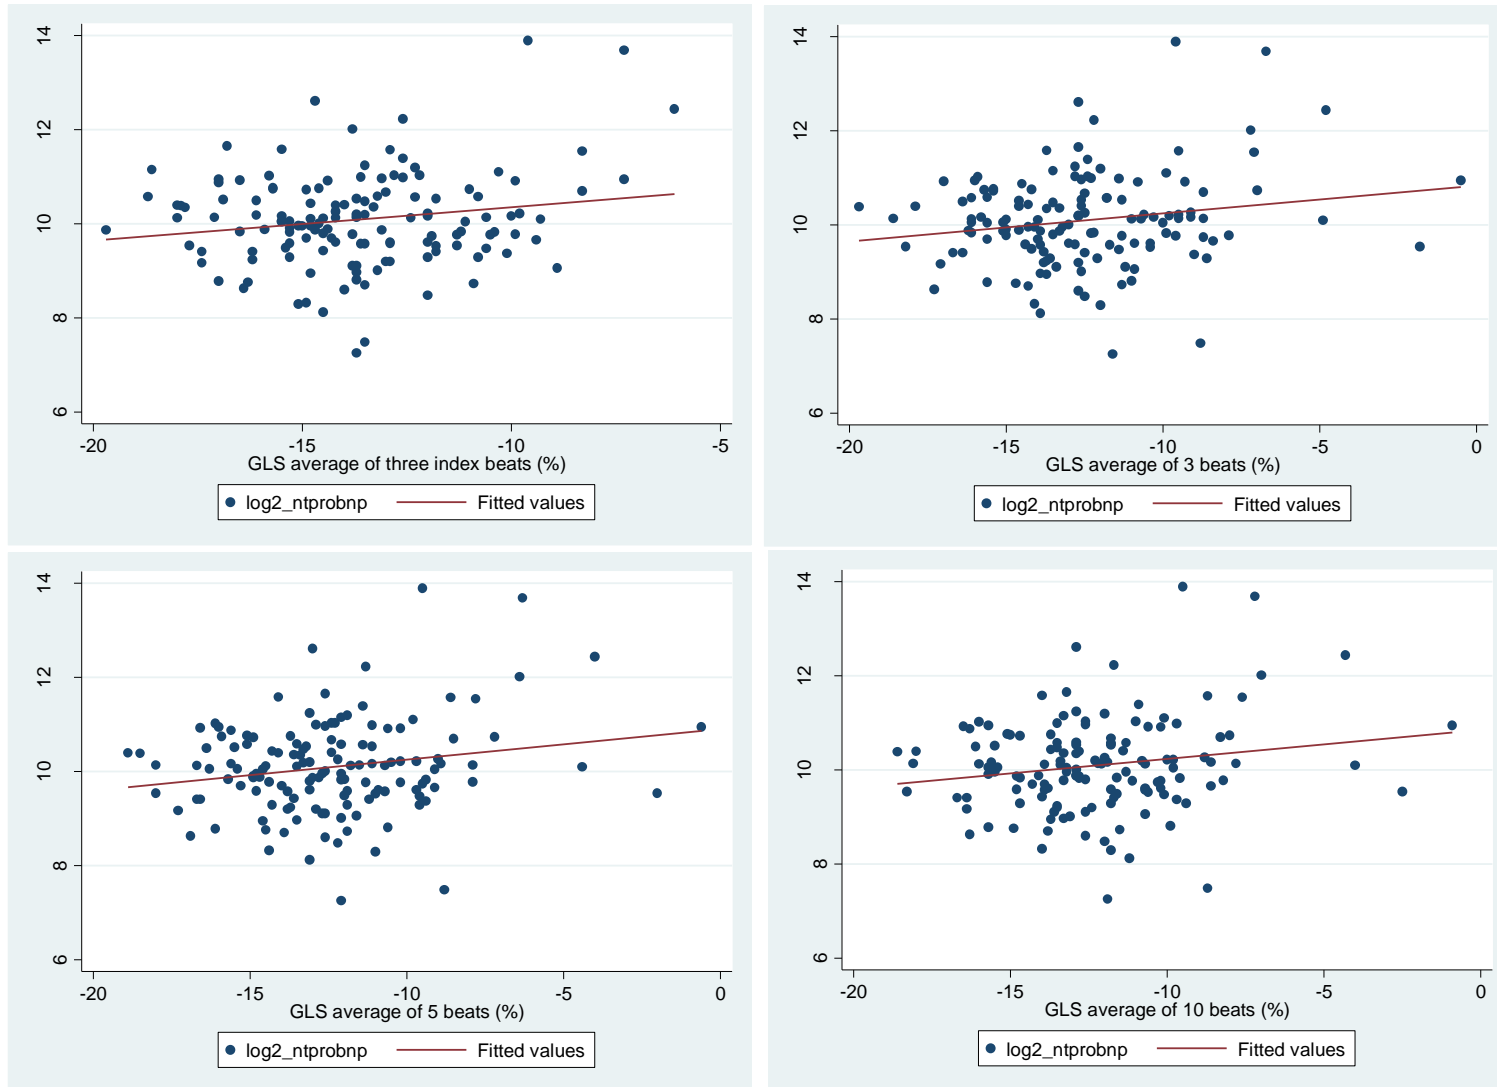 14
12
10
8
6
-20 -15 -10 -5
GLS average of three index beats (%)
log2_ntprobnp Fitted values
14
12
10
8
6
-20 -15 -10 -5 0
GLS average of 3 beats (%)
log2_ntprobnp Fitted values
14
12
10
8
6
-20 -15 -10 -5 0
GLS average of 5 beats (%)
log2_ntprobnp Fitted values
14
12
10
8
6
-20 -15 -10 -5 0
GLS average of 10 beats (%)
log2_ntprobnp Fitted values